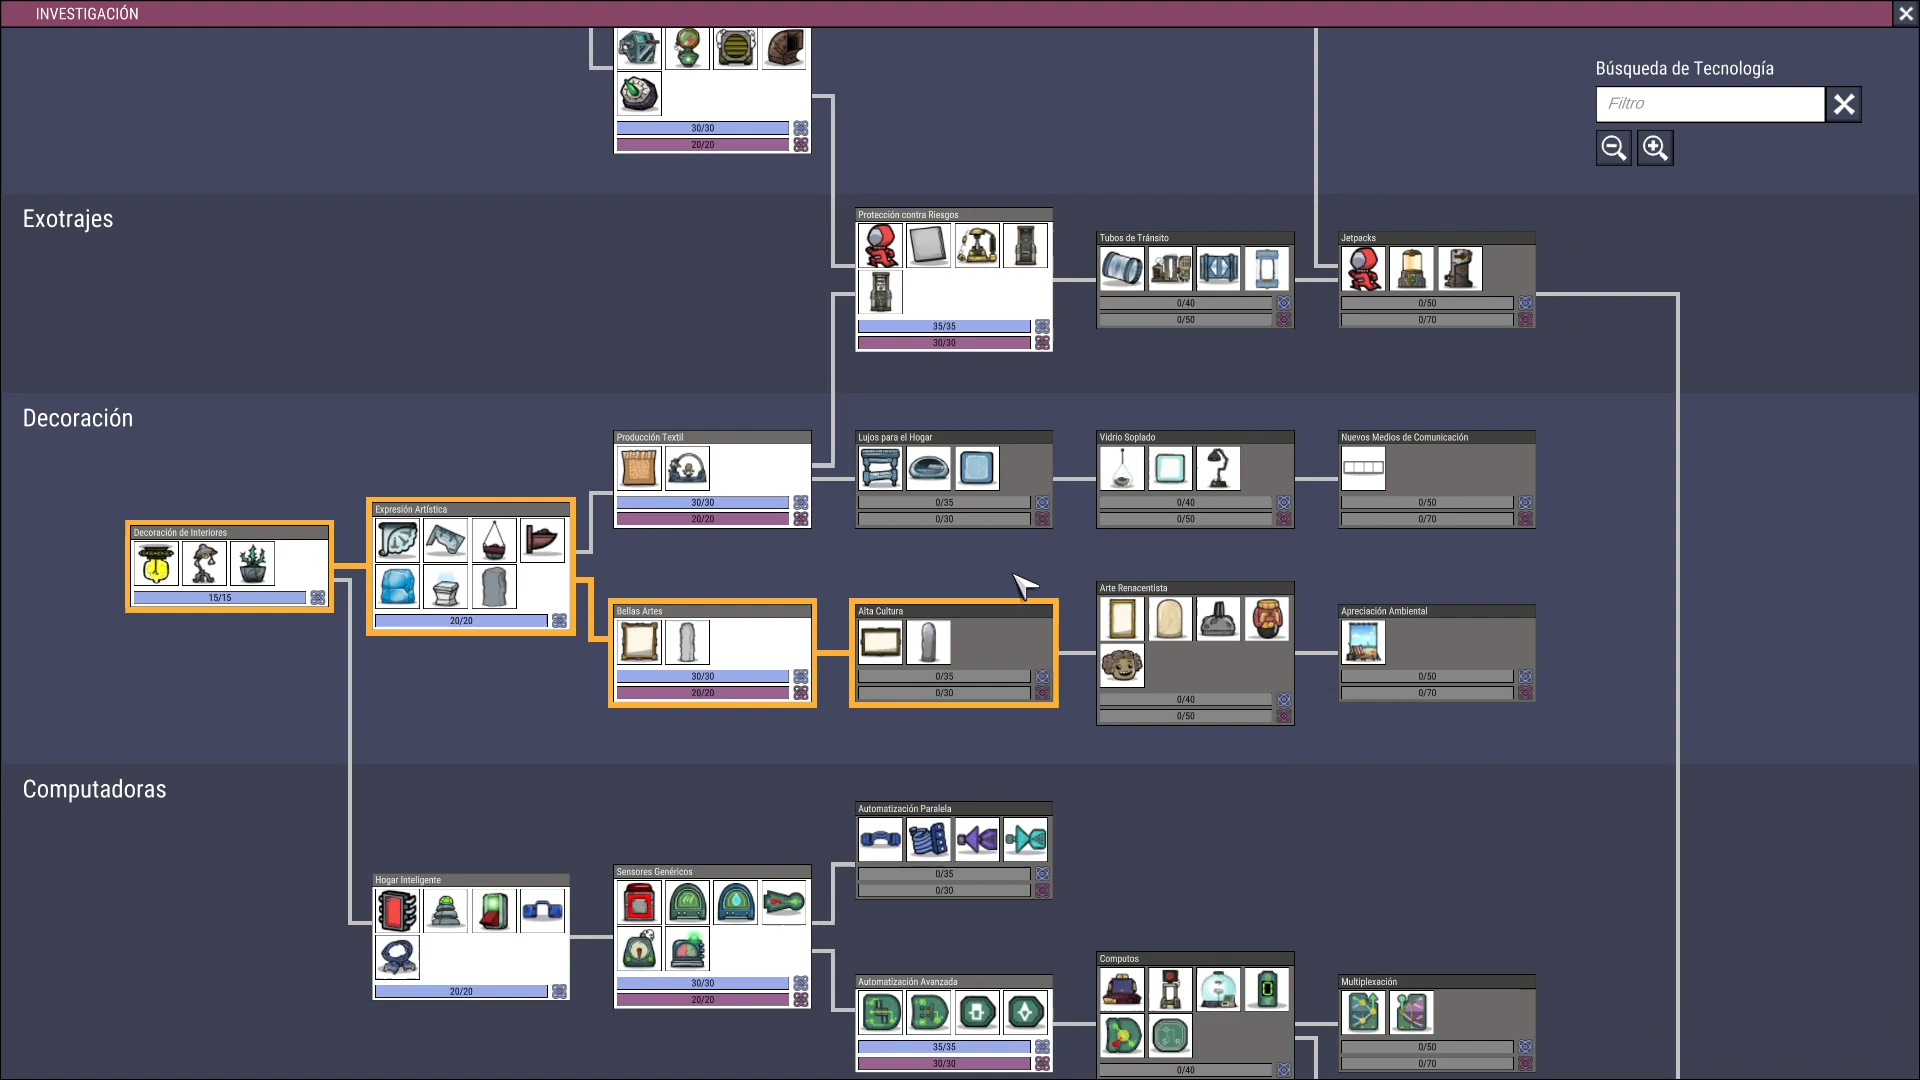 INVESTIGACIÓN
Búsqueda de Tecnología
Filtro
30/30
20/20
Exotrajes
Protección contra Riesgos
35/35
30/30
Tubos de Tránsito
0/40
0/50
Jetpacks
0/50
0/70
Decoración
Decoración de Interiores
15/15
Expresión Artística
20/20
Producción Textil
30/30
20/20
Lujos para el Hogar
0/35
0/30
Vidrio Soplado
0/40
0/50
Nuevos Medios de Comunicación
0/50
0/70
Bellas Artes
30/30
20/20
Alta Cultura
0/35
0/30
Arte Renacentista
0/40
0/50
Apreciación Ambiental
0/50
0/70
Computadoras
Hogar Inteligente
20/20
Sensores Genéricos
30/30
20/20
Automatización Paralela
0/35
0/30
Automatización Avanzada
35/35
30/30
Computos
0/40
Multiplexación
0/50
0/70